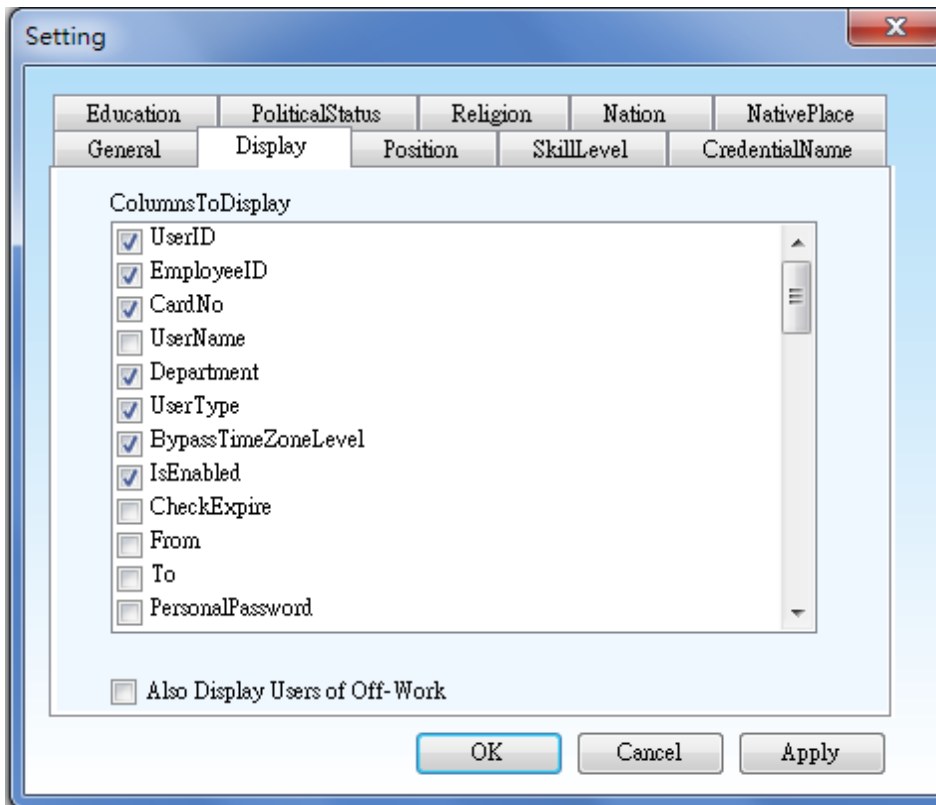 Setting
Education PoliticalStatus Religion Nation NativePlace
General Display Position SkillLevel CredentialName
ColumnsToDisplay
UserID
EmployeeID
CardNo
UserName
Department
UserType
BypassTimeZoneLevel
IsEnabled
CheckExpire
From
To
PersonalPassword
Also Display Users of Off-Work
OK Cancel Apply